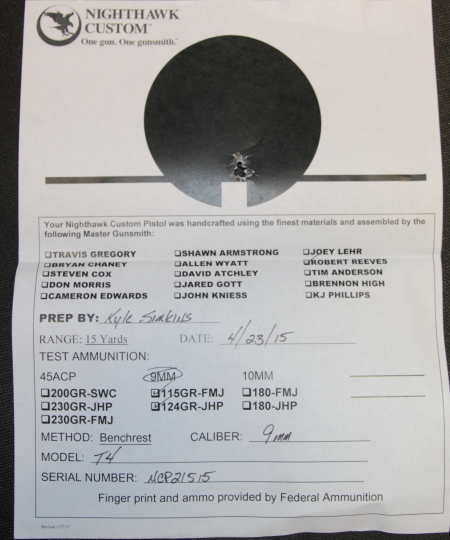 NIGHTHAWK
CUSTOM
One gun. One gunsmith.
Your Nighthawk Custom Pistol was handcrafted using the finest materials and assembled by the
following Master Gunsmith:
❑TRAVIS GREGORY ❑SHAWN ARMSTRONG ❑JOEY LEHR
❑BRYAN CHANEY ❑ALLEN WYATT ❑ROBERT REEVES
❑STEVEN COX ❑DAVID ATCHLEY ❑TIM ANDERSON
❑DON MORRIS ❑JARED GOTT ❑BRENNON HIGH
❑CAMERON EDWARDS ❑JOHN KNIESS ❑KJ PHILLIPS
PREP BY: Kyle Simkins
RANGE: 15 Yards DATE: 4/23/15
TEST AMMUNITION:
45ACP 9MM 10MM
❑200GR-SWC ❑115GR-FMJ ❑180-FMJ
❑230GR-JHP ❑124GR-JHP ❑180-JHP
❑230GR-FMJ
METHOD: Benchrest CALIBER: 9mm
MODEL: T4
SERIAL NUMBER: NCP21515
Finger print and ammo provided by Federal Ammunition